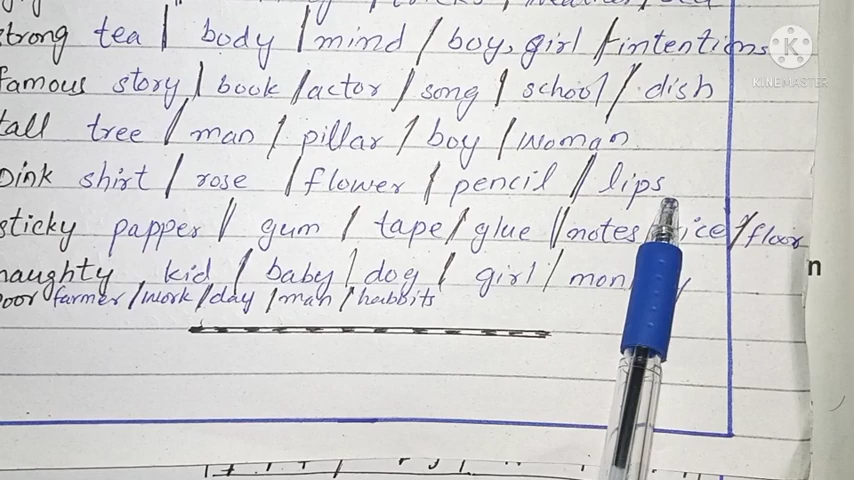 strong tea / body / mind / boy, girl / intentions
KINEMASTER
famous story / book / actor / song / school / dish
tall tree / man / pillar / boy / woman
pink shirt / rose / flower / pencil / lips
sticky papper / gum / tape / glue // notes / / floor
naughty kid / baby / dog / girl /
poor farmer / work / day / man / habbits
n